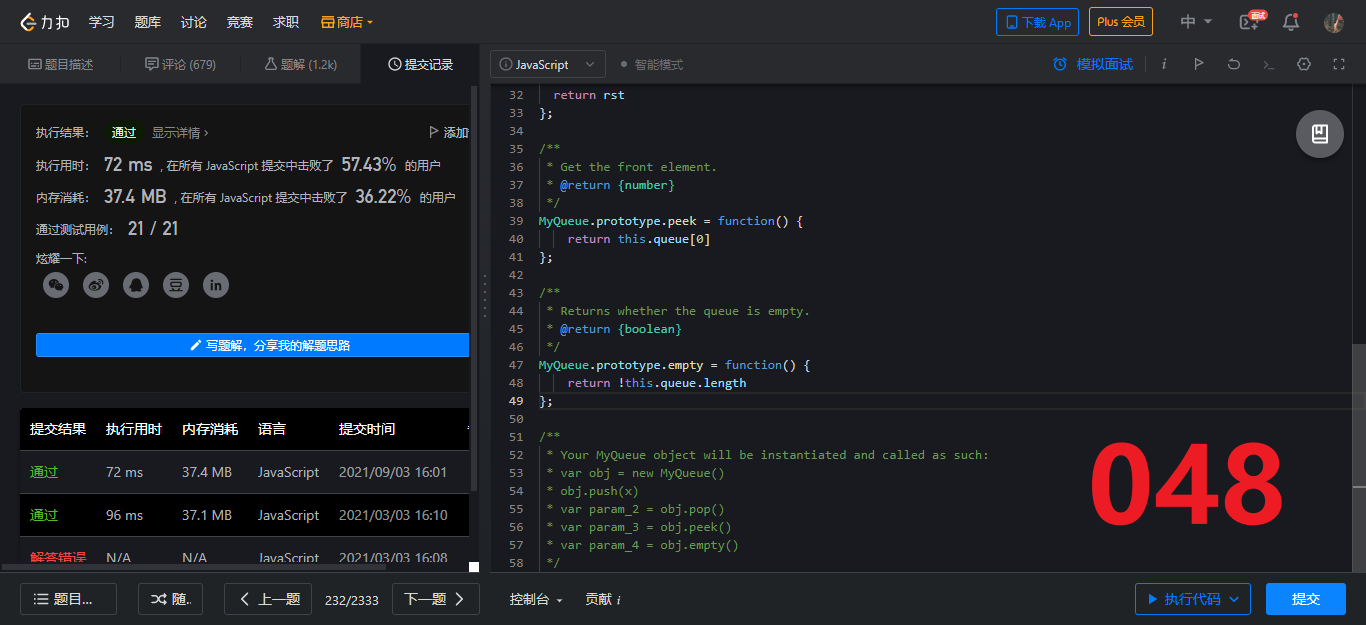 力扣 学习 题库 讨论 竞赛 求职 商店 下载 App Plus 会员 中 面试
题目描述 评论 (679) 题解 (1.2k) 提交记录 JavaScript 智能模式 模拟面试 i
执行结果： 通过 显示详情 › 添加
执行用时： 72 ms , 在所有 JavaScript 提交中击败了 57.43% 的用户
内存消耗： 37.4 MB , 在所有 JavaScript 提交中击败了 36.22% 的用户
通过测试用例： 21 / 21
炫耀一下:
豆 in
写题解，分享我的解题思路
提交结果 执行用时 内存消耗 语言 提交时间
通过 72 ms 37.4 MB JavaScript 2021/09/03 16:01
通过 96 ms 37.1 MB JavaScript 2021/03/03 16:10
解答错误 N/A N/A JavaScript 2021/03/03 16:08
32 return rst
33 };
34
35 /**
36 * Get the front element.
37 * @return {number}
38 */
39 MyQueue.prototype.peek = function() {
40 return this.queue[0]
41 };
42
43 /**
44 * Returns whether the queue is empty.
45 * @return {boolean}
46 */
47 MyQueue.prototype.empty = function() {
48 return !this.queue.length
49 };
50
51 /**
52 * Your MyQueue object will be instantiated and called as such:
53 * var obj = new MyQueue()
54 * obj.push(x)
55 * var param_2 = obj.pop()
56 * var param_3 = obj.peek()
57 * var param_4 = obj.empty()
58 */
048
题目... 随.. 上一题 232/2333 下一题 控制台 贡献 i 执行代码 提交